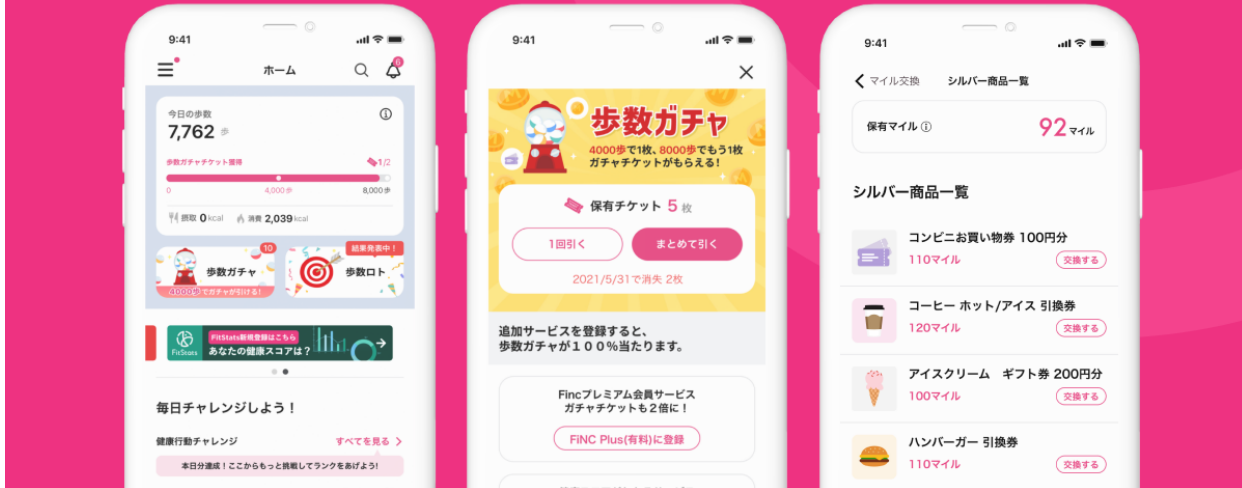 9:41
ホーム
6
今日の歩数
7,762 歩
歩数ガチャチケット獲得
1/2
0
4,000 歩
8,000 歩
摂取 0 kcal
消費 2,039 kcal
10
歩数ガチャ
4000歩でガチャが引ける!
結果発表中!
歩数ロト
FitStats
FitStats新規登録はこちら
あなたの健康スコアは?
毎日チャレンジしよう!
健康行動チャレンジ
すべてを見る
本日分達成!ここからもっと挑戦してランクをあげよう!
9:41
歩数ガチャ
4000歩で1枚、8000歩でもう1枚
ガチャチケットがもらえる!
保有チケット 5 枚
1回引く
まとめて引く
2021/5/31で消失 2枚
追加サービスを登録すると、
歩数ガチャが100%当たります。
Fincプレミアム会員サービス
ガチャチケットも2倍に!
FiNC Plus(有料)に登録
9:41
マイル交換
シルバー商品一覧
保有マイル
92 マイル
シルバー商品一覧
コンビニお買い物券 100円分
110マイル
交換する
コーヒー ホット/アイス 引換券
120マイル
交換する
アイスクリーム ギフト券 200円分
100マイル
交換する
ハンバーガー 引換券
110マイル
交換する